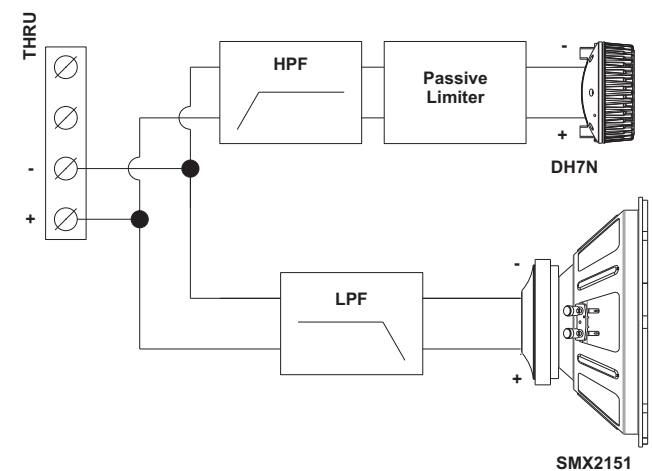 THRU
-
+
HPF
Passive
Limiter
-
+
DH7N
LPF
-
+
SMX2151